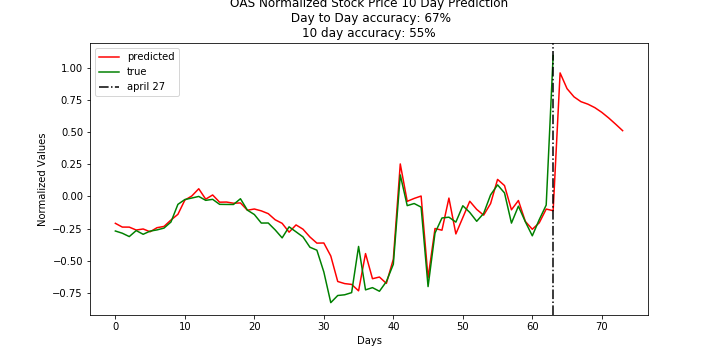 OAS Normalized Stock Price 10 Day Prediction
Day to Day accuracy: 67%
10 day accuracy: 55%
predicted
true
april 27
1.00
0.75
0.50
0.25
0.00
−0.25
−0.50
−0.75
Normalized Values
0 10 20 30 40 50 60 70
Days